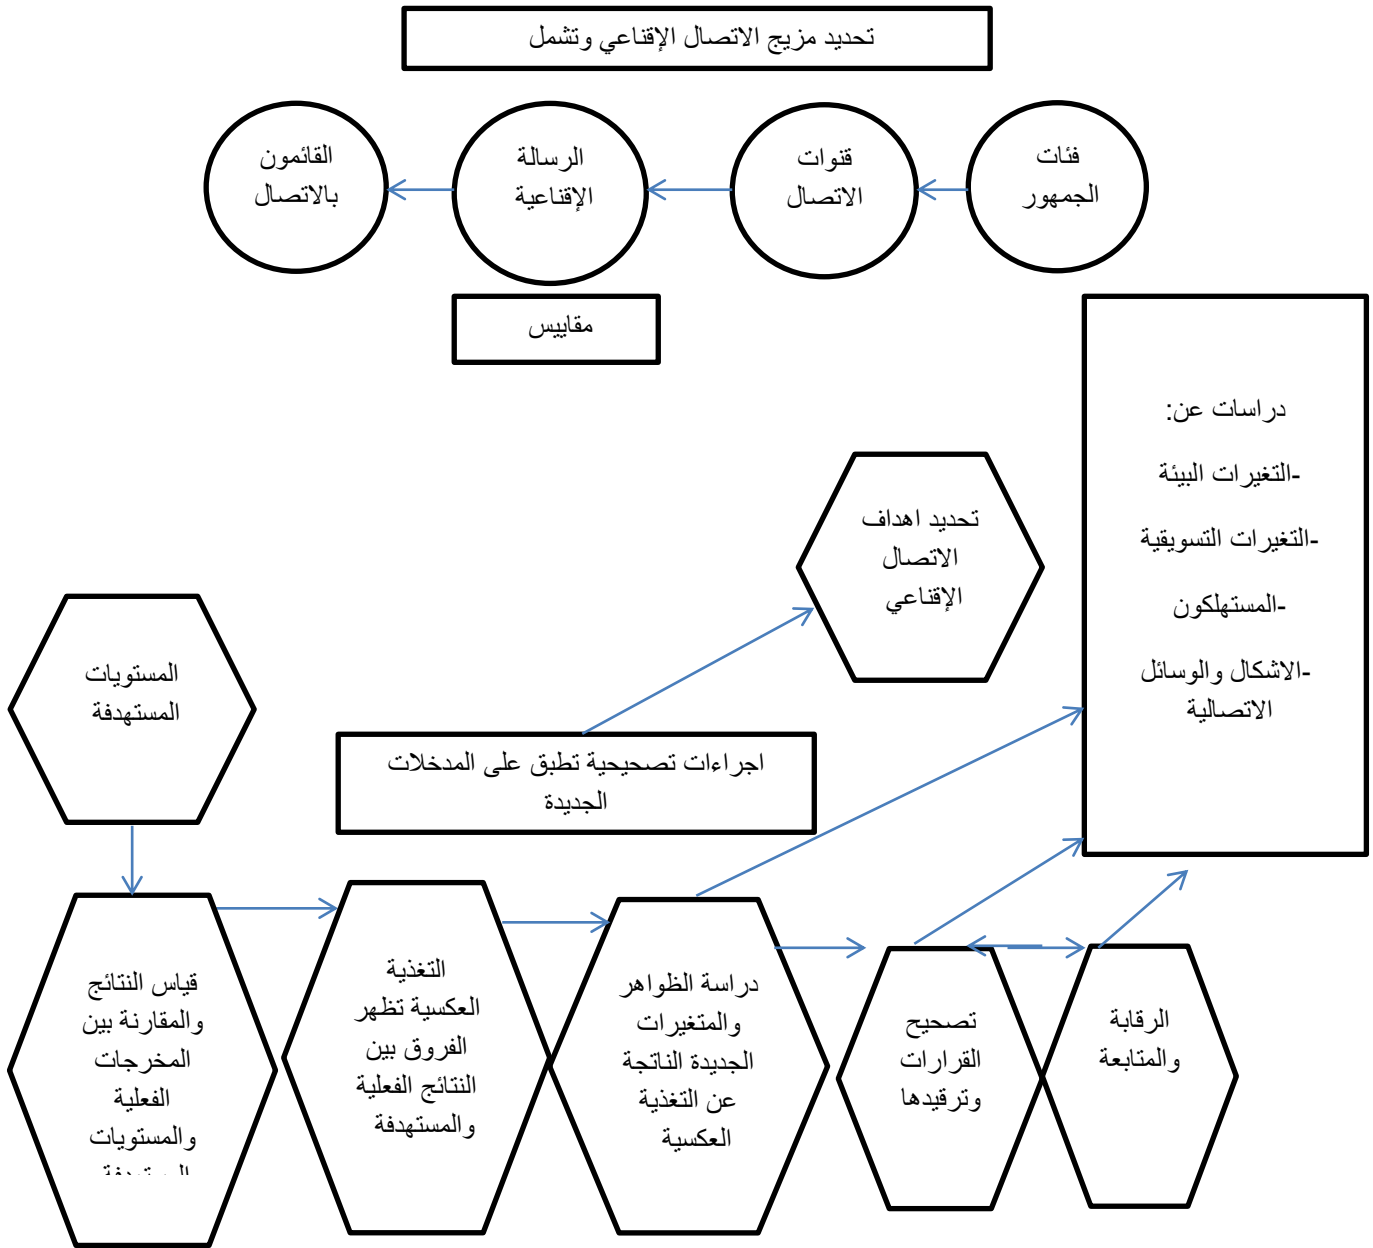 تحديد مزيج الاتصال الإقناعي وتشمل
فئات
الجمهور
قنوات
الاتصال
الرسالة
الإقناعية
القائمون
بالاتصال
مقاييس
دراسات عن:
-التغيرات البيئة
-التغيرات التسويقية
-المستهلكون
-الاشكال والوسائل
الاتصالية
تحديد اهداف
الاتصال
الإقناعي
المستويات
المستهدفة
اجراءات تصحيحية تطبق على المدخلات
الجديدة
الرقابة
والمتابعة
تصحيح
القرارات
وترقيدها
دراسة الظواهر
والمتغيرات
الجديدة الناتجة
عن التغذية
العكسية
التغذية
العكسية تظهر
الفروق بين
النتائج الفعلية
والمستهدفة
قياس النتائج
والمقارنة بين
المخرجات
الفعلية
والمستويات